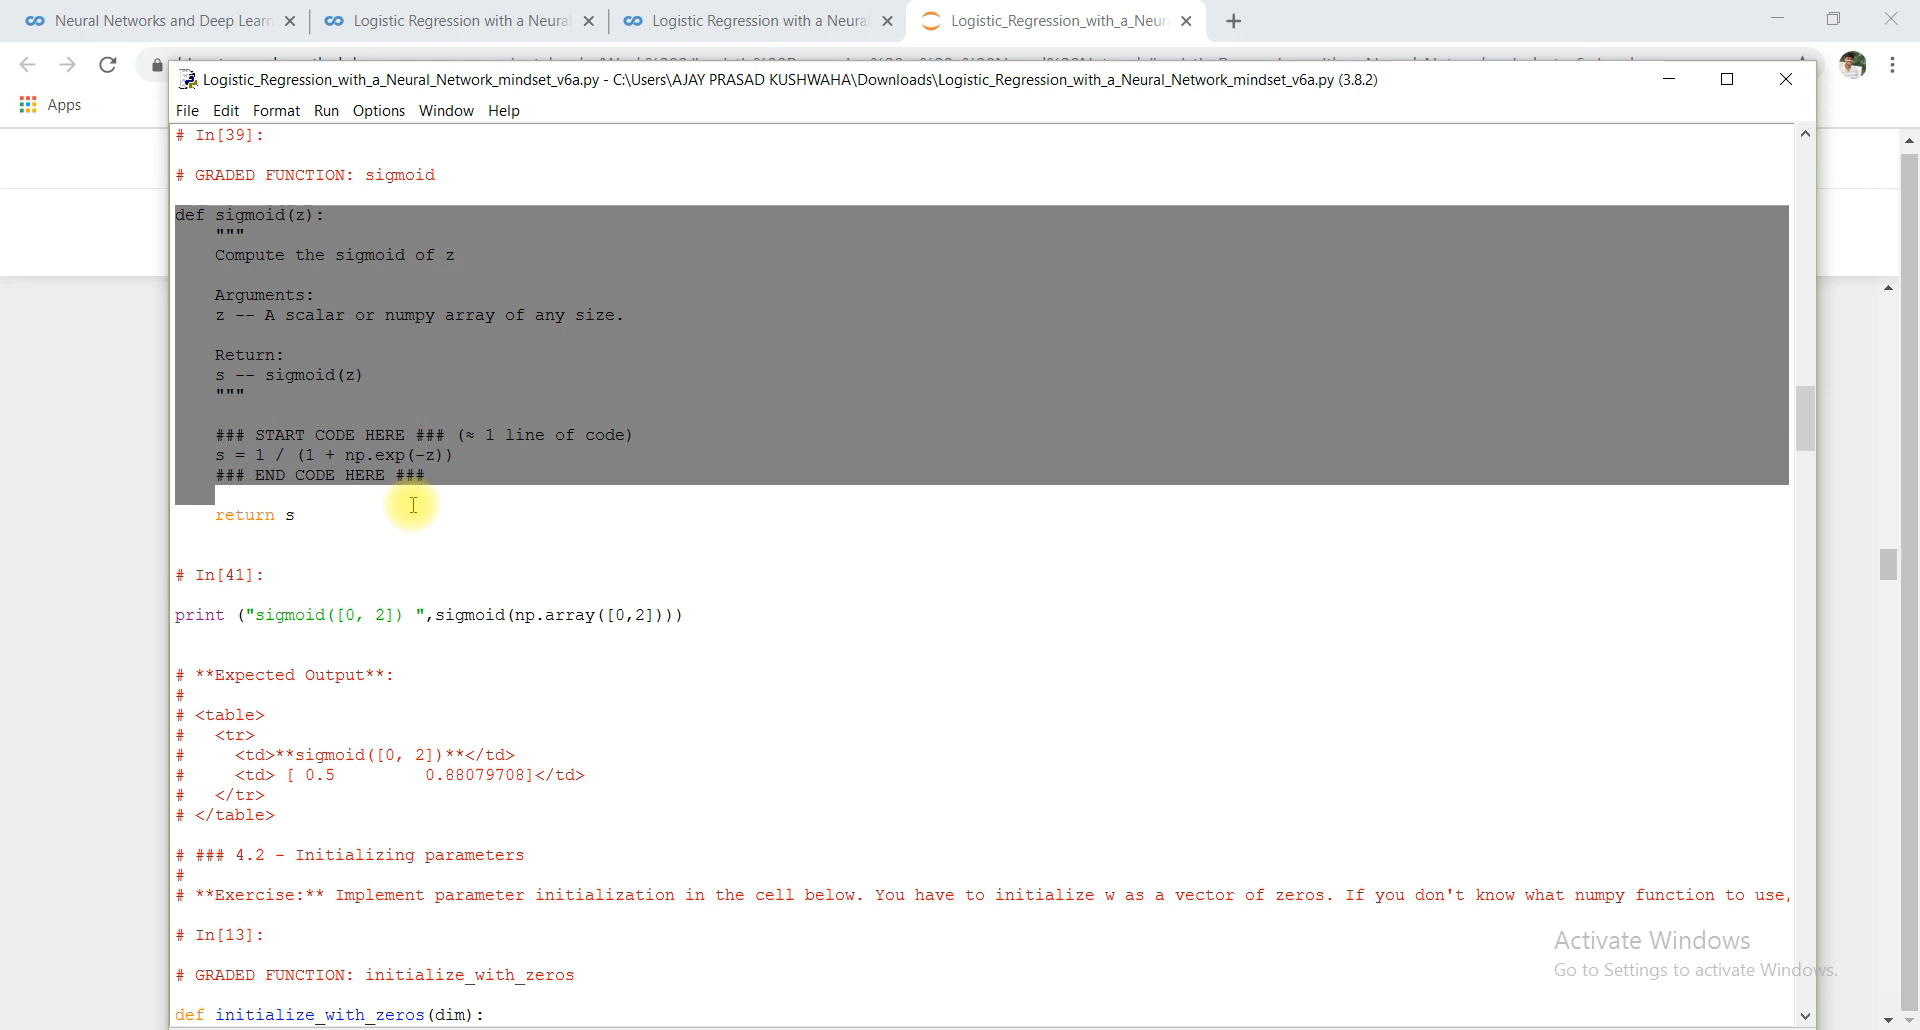 Neural Networks and Deep Learn
Logistic Regression with a Neural
Logistic Regression with a Neural
Logistic_Regression_with_a_Neur
Apps
Logistic_Regression_with_a_Neural_Network_mindset_v6a.py - C:\Users\AJAY PRASAD KUSHWAHA\Downloads\Logistic_Regression_with_a_Neural_Network_mindset_v6a.py (3.8.2)
File Edit Format Run Options Window Help
# In[39]:
# GRADED FUNCTION: sigmoid
def sigmoid(z):
"""
Compute the sigmoid of z
Arguments:
z -- A scalar or numpy array of any size.
Return:
s -- sigmoid(z)
"""
### START CODE HERE ### (≈ 1 line of code)
s = 1 / (1 + np.exp(-z))
### END CODE HERE ###
return s
# In[41]:
print ("sigmoid([0, 2]) ",sigmoid(np.array([0,2])))
# **Expected Output**:
#
# <table>
#   <tr>
#     <td>**sigmoid([0, 2])**</td>
#     <td> [ 0.5         0.88079708]</td>
#   </tr>
# </table>
# ### 4.2 - Initializing parameters
#
# **Exercise:** Implement parameter initialization in the cell below. You have to initialize w as a vector of zeros. If you don't know what numpy function to use,
# In[13]:
# GRADED FUNCTION: initialize_with_zeros
def initialize_with_zeros(dim):
Activate Windows
Go to Settings to activate Windows.